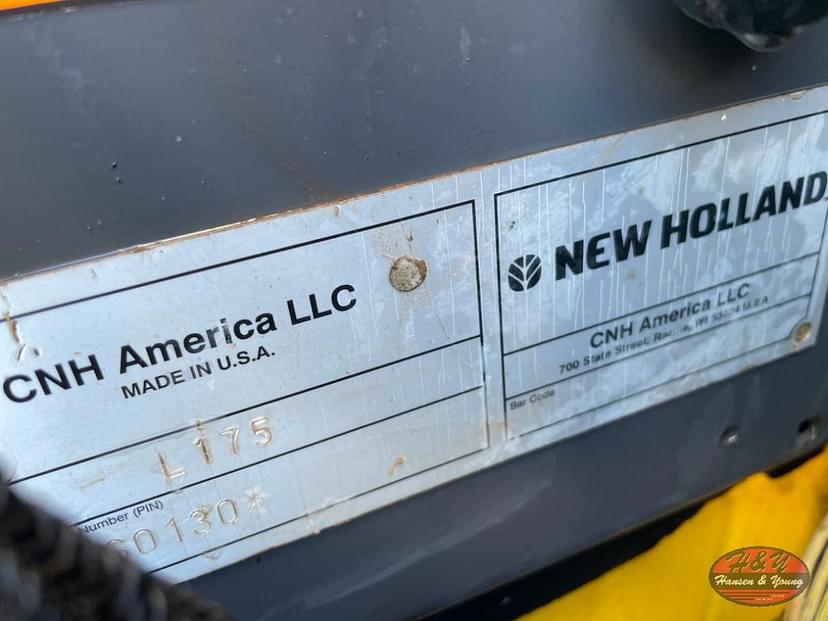 CNH America LLC
MADE IN U.S.A.
L175
Number (PIN)
60130*
NEW HOLLAND
CNH America LLC
700 State Street, Racine, WI 53404 U.S.A
Bar Code
H&Y
Hansen & Young